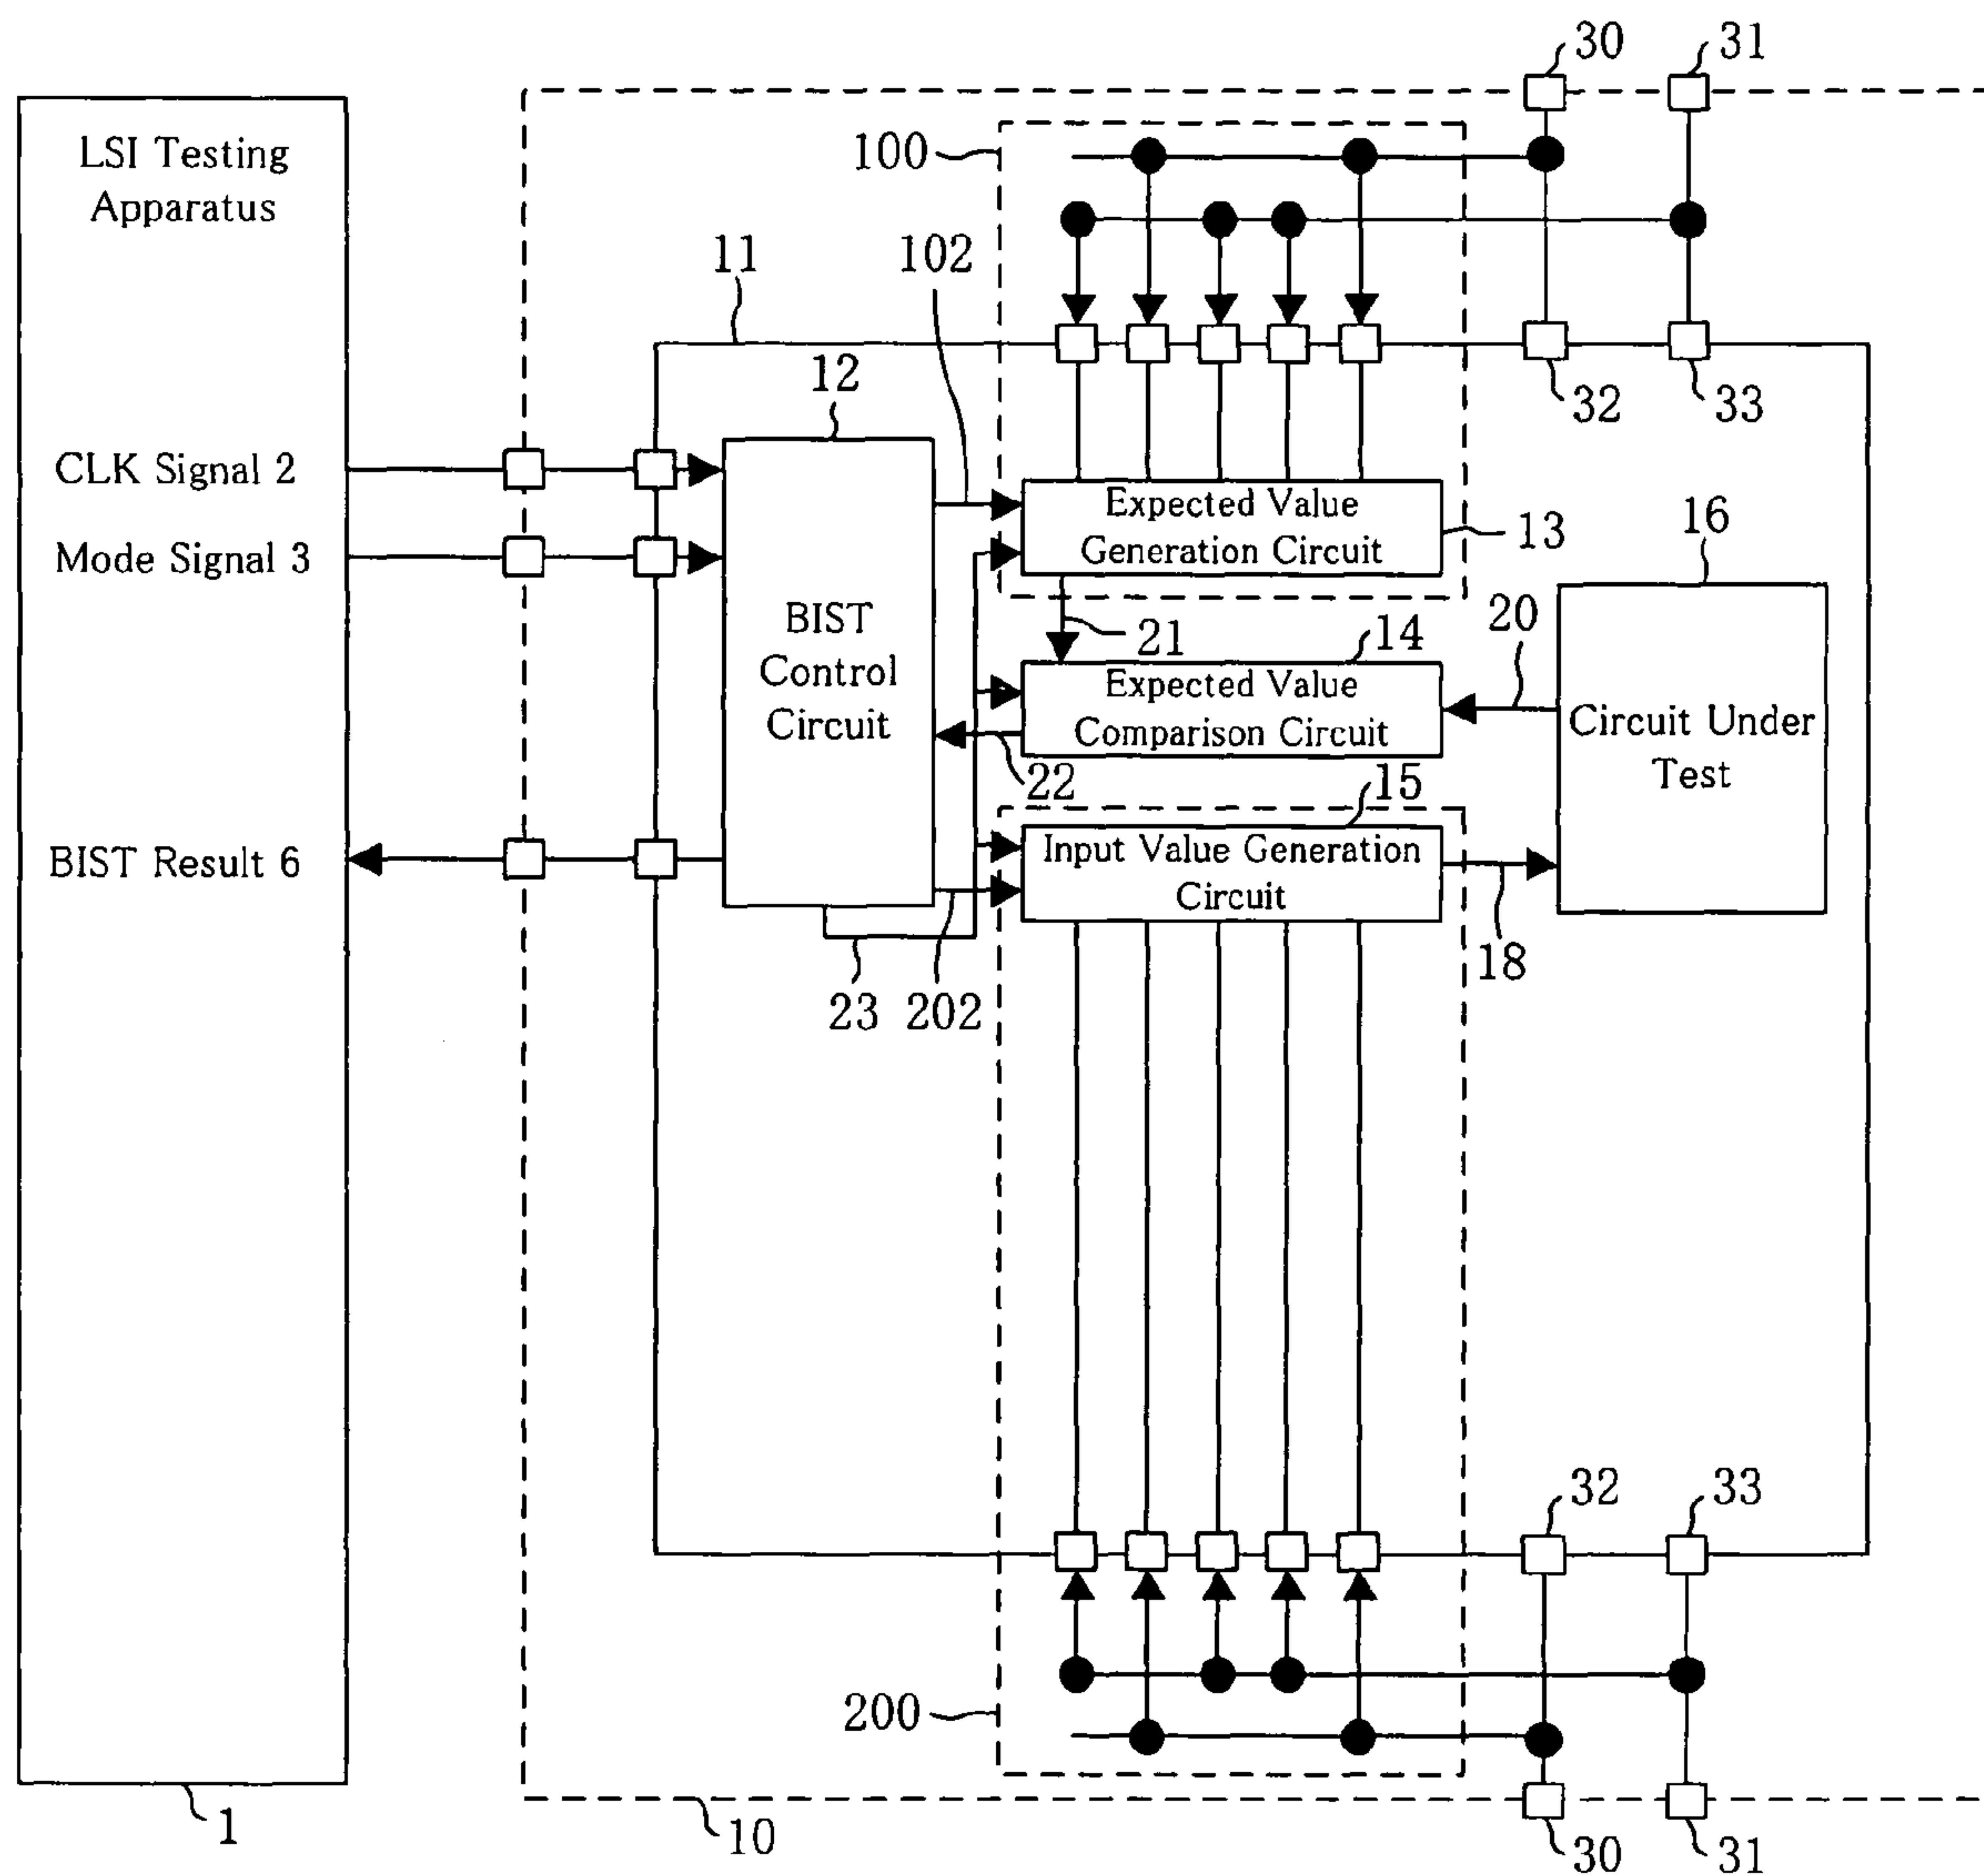 30
31
LSI Testing
Apparatus
100
11
102
12
32
33
CLK Signal 2
Mode Signal 3
Expected Value
Generation Circuit
13
16
BIST
Control
Circuit
21
14
20
Expected Value
Comparison Circuit
Circuit Under
Test
22
15
BIST Result 6
Input Value Generation
Circuit
18
23
202
32
33
200
1
10
30
31